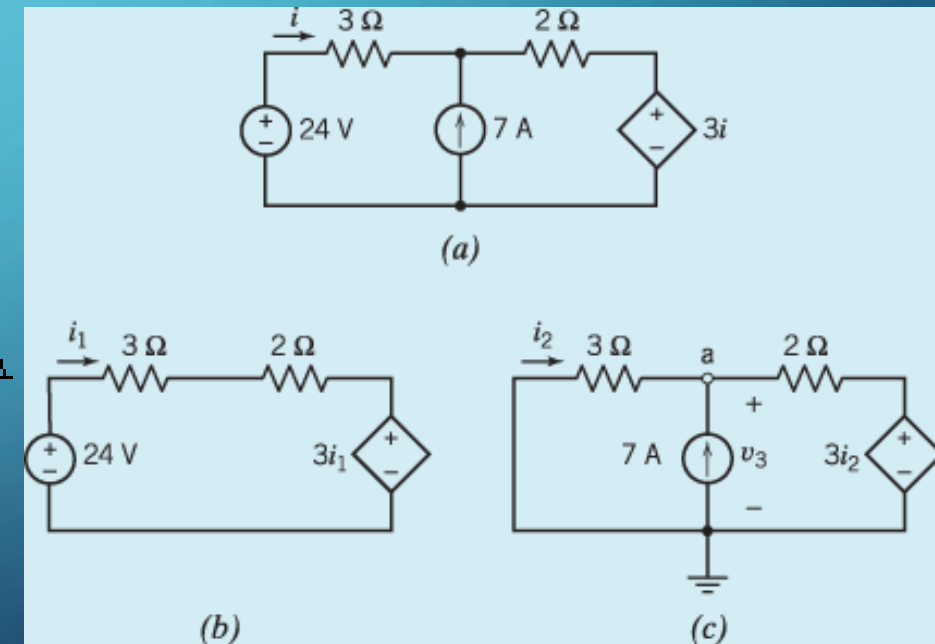 i 3 Ω 2 Ω
+ − 24 V 7 A + − 3i
(a)
i₁ 3 Ω 2 Ω
+ − 24 V 3i₁ + −
(b)
i₂ 3 Ω a 2 Ω
7 A + v₃ − 3i₂ + −
(c)